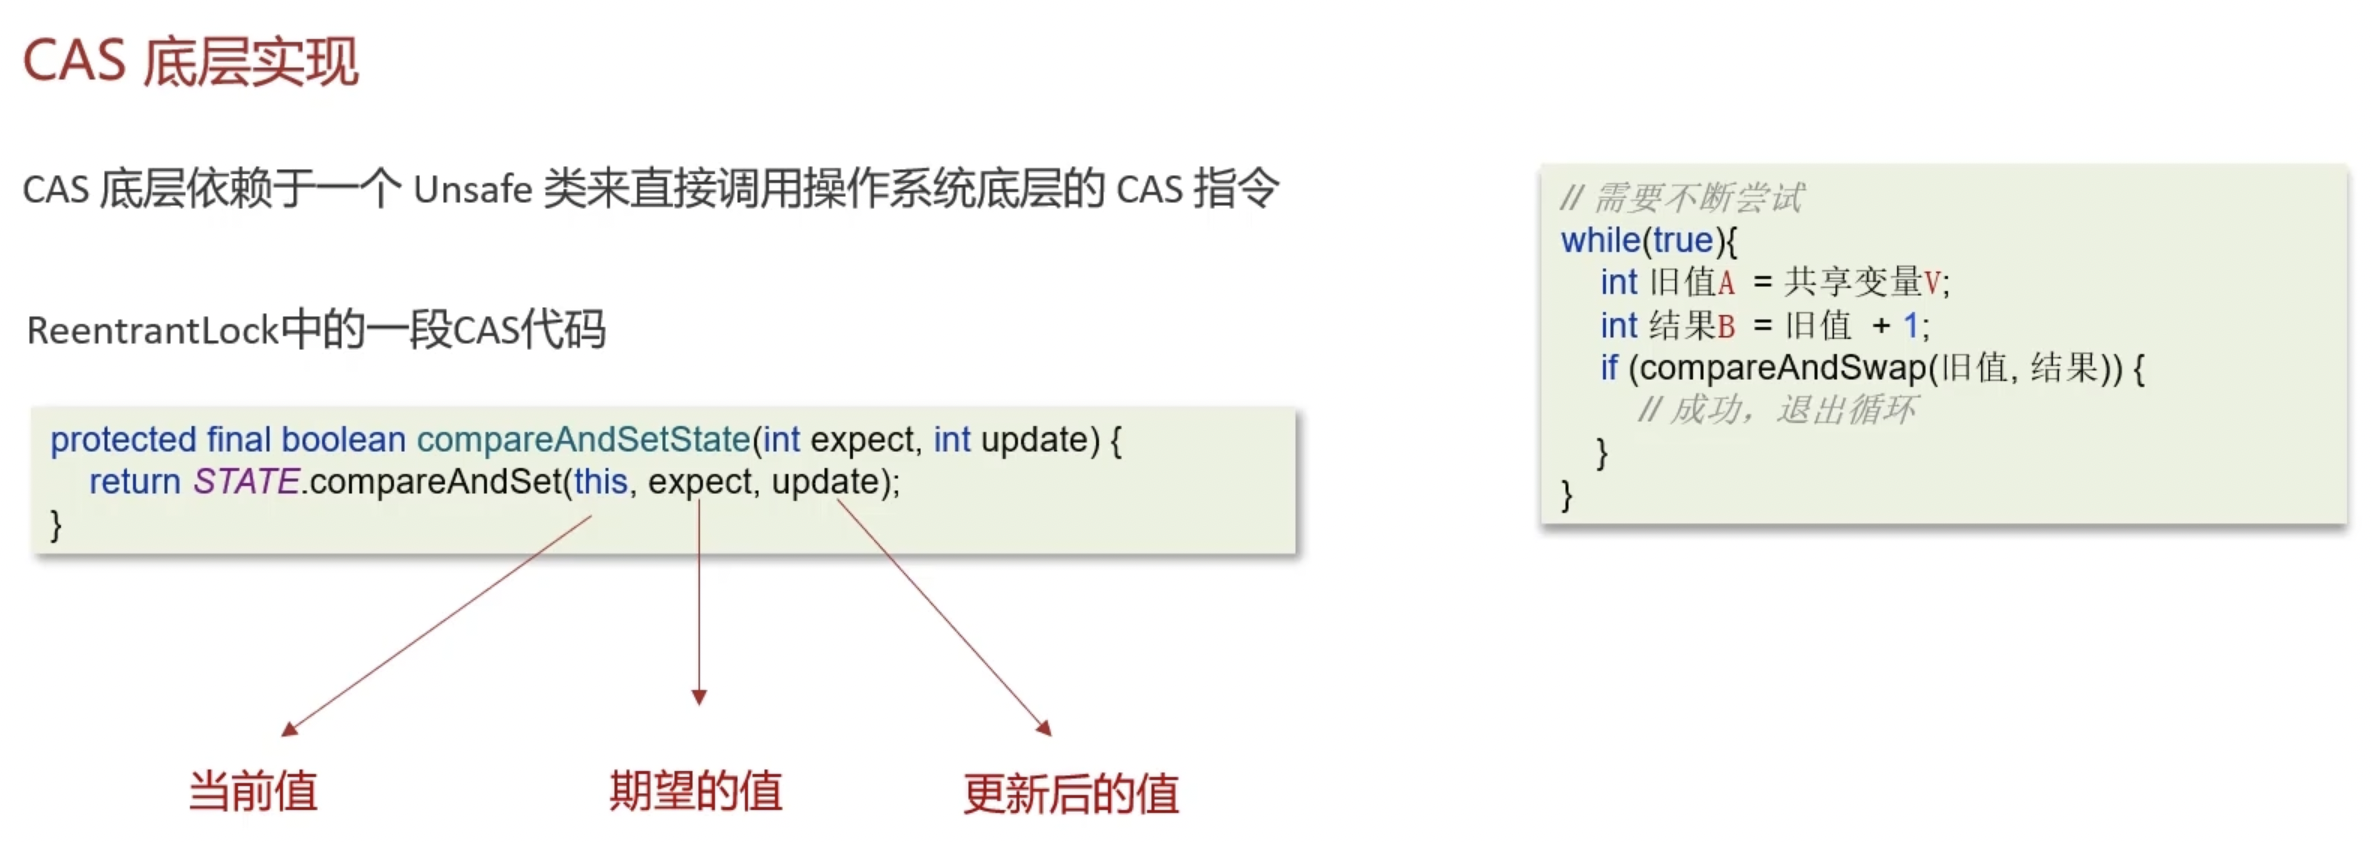 CAS 底层实现
CAS 底层依赖于一个 Unsafe 类来直接调用操作系统底层的 CAS 指令
ReentrantLock中的一段CAS代码
protected final boolean compareAndSetState(int expect, int update) {
    return STATE.compareAndSet(this, expect, update);
}
当前值
期望的值
更新后的值
// 需要不断尝试
while(true){
    int 旧值A = 共享变量V;
    int 结果B = 旧值 + 1;
    if (compareAndSwap(旧值, 结果)) {
        // 成功，退出循环
    }
}